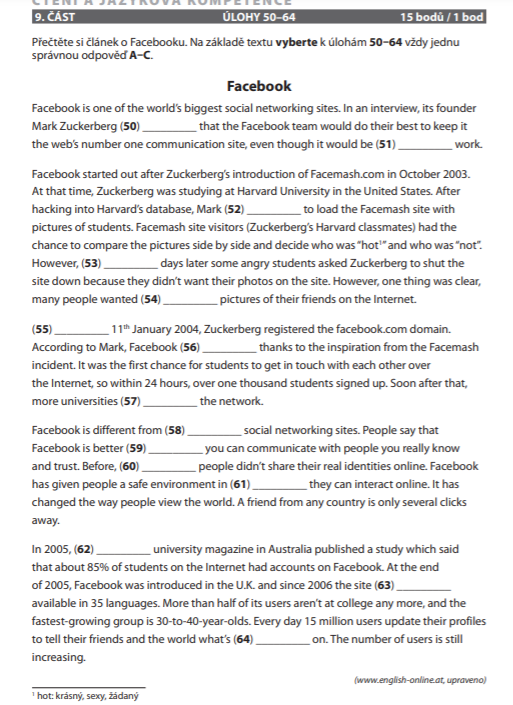 ČTENÍ A JAZYKOVÁ KOMPETENCE
9. ČÁST ÚLOHY 50–64 15 bodů / 1 bod
Přečtěte si článek o Facebooku. Na základě textu vyberte k úlohám 50–64 vždy jednu
správnou odpověď A–C.
Facebook
Facebook is one of the world's biggest social networking sites. In an interview, its founder
Mark Zuckerberg (50) _________ that the Facebook team would do their best to keep it
the web's number one communication site, even though it would be (51) _________ work.
Facebook started out after Zuckerberg's introduction of Facemash.com in October 2003.
At that time, Zuckerberg was studying at Harvard University in the United States. After
hacking into Harvard's database, Mark (52) _________ to load the Facemash site with
pictures of students. Facemash site visitors (Zuckerberg's Harvard classmates) had the
chance to compare the pictures side by side and decide who was "hot¹" and who was "not".
However, (53) _________ days later some angry students asked Zuckerberg to shut the
site down because they didn't want their photos on the site. However, one thing was clear,
many people wanted (54) _________ pictures of their friends on the Internet.
(55) _________ 11th January 2004, Zuckerberg registered the facebook.com domain.
According to Mark, Facebook (56) _________ thanks to the inspiration from the Facemash
incident. It was the first chance for students to get in touch with each other over
the Internet, so within 24 hours, over one thousand students signed up. Soon after that,
more universities (57) _________ the network.
Facebook is different from (58) _________ social networking sites. People say that
Facebook is better (59) _________ you can communicate with people you really know
and trust. Before, (60) _________ people didn't share their real identities online. Facebook
has given people a safe environment in (61) _________ they can interact online. It has
changed the way people view the world. A friend from any country is only several clicks
away.
In 2005, (62) _________ university magazine in Australia published a study which said
that about 85% of students on the Internet had accounts on Facebook. At the end
of 2005, Facebook was introduced in the U.K. and since 2006 the site (63) _________
available in 35 languages. More than half of its users aren't at college any more, and the
fastest-growing group is 30-to-40-year-olds. Every day 15 million users update their profiles
to tell their friends and the world what's (64) _________ on. The number of users is still
increasing.
(www.english-online.at, upraveno)
¹ hot: krásný, sexy, žádaný